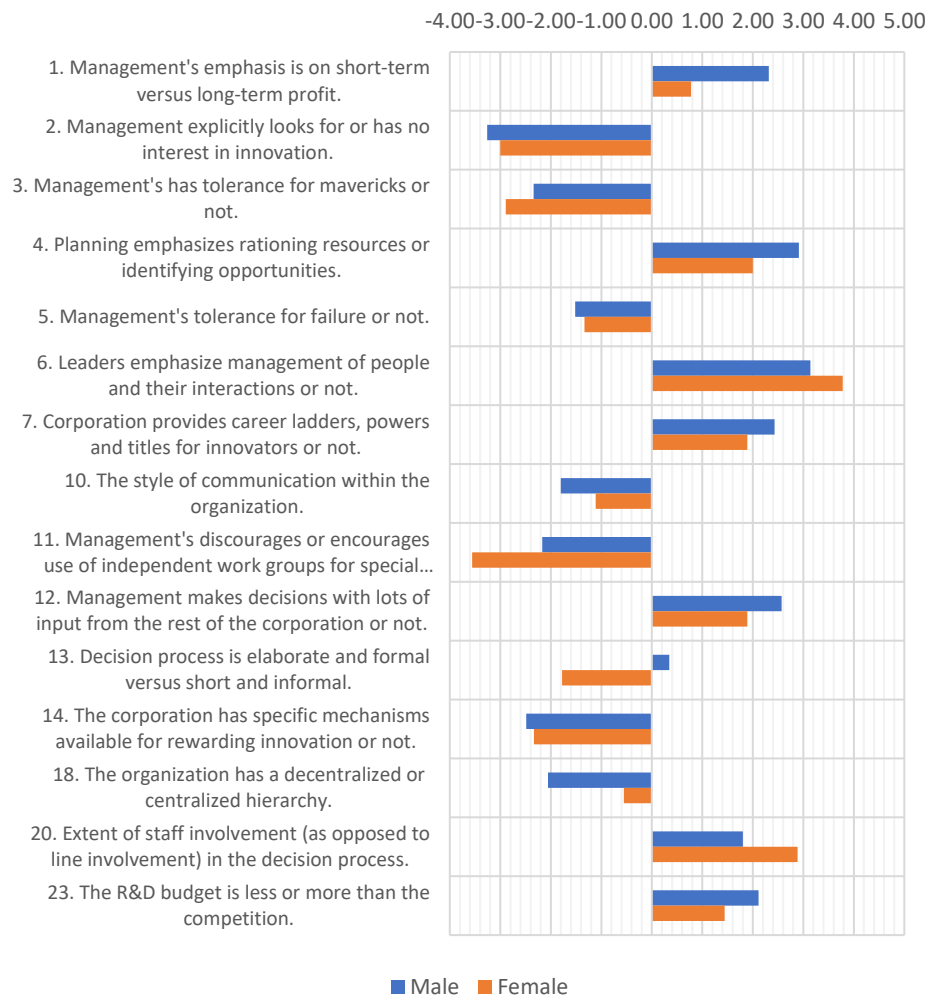 -4.00-3.00-2.00-1.00 0.00 1.00 2.00 3.00 4.00 5.00
1. Management's emphasis is on short-term
versus long-term profit.
2. Management explicitly looks for or has no
interest in innovation.
3. Management's has tolerance for mavericks or
not.
4. Planning emphasizes rationing resources or
identifying opportunities.
5. Management's tolerance for failure or not.
6. Leaders emphasize management of people
and their interactions or not.
7. Corporation provides career ladders, powers
and titles for innovators or not.
10. The style of communication within the
organization.
11. Management's discourages or encourages
use of independent work groups for special...
12. Management makes decisions with lots of
input from the rest of the corporation or not.
13. Decision process is elaborate and formal
versus short and informal.
14. The corporation has specific mechanisms
available for rewarding innovation or not.
18. The organization has a decentralized or
centralized hierarchy.
20. Extent of staff involvement (as opposed to
line involvement) in the decision process.
23. The R&D budget is less or more than the
competition.
Male Female